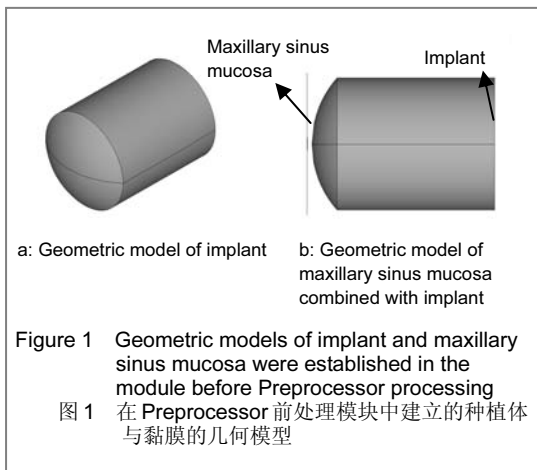 Maxillary sinus
mucosa
Implant
a: Geometric model of implant
b: Geometric model of
maxillary sinus mucosa
combined with implant
Figure 1 Geometric models of implant and maxillary
sinus mucosa were established in the
module before Preprocessor processing
图 1 在 Preprocessor 前处理模块中建立的种植体
与黏膜的几何模型